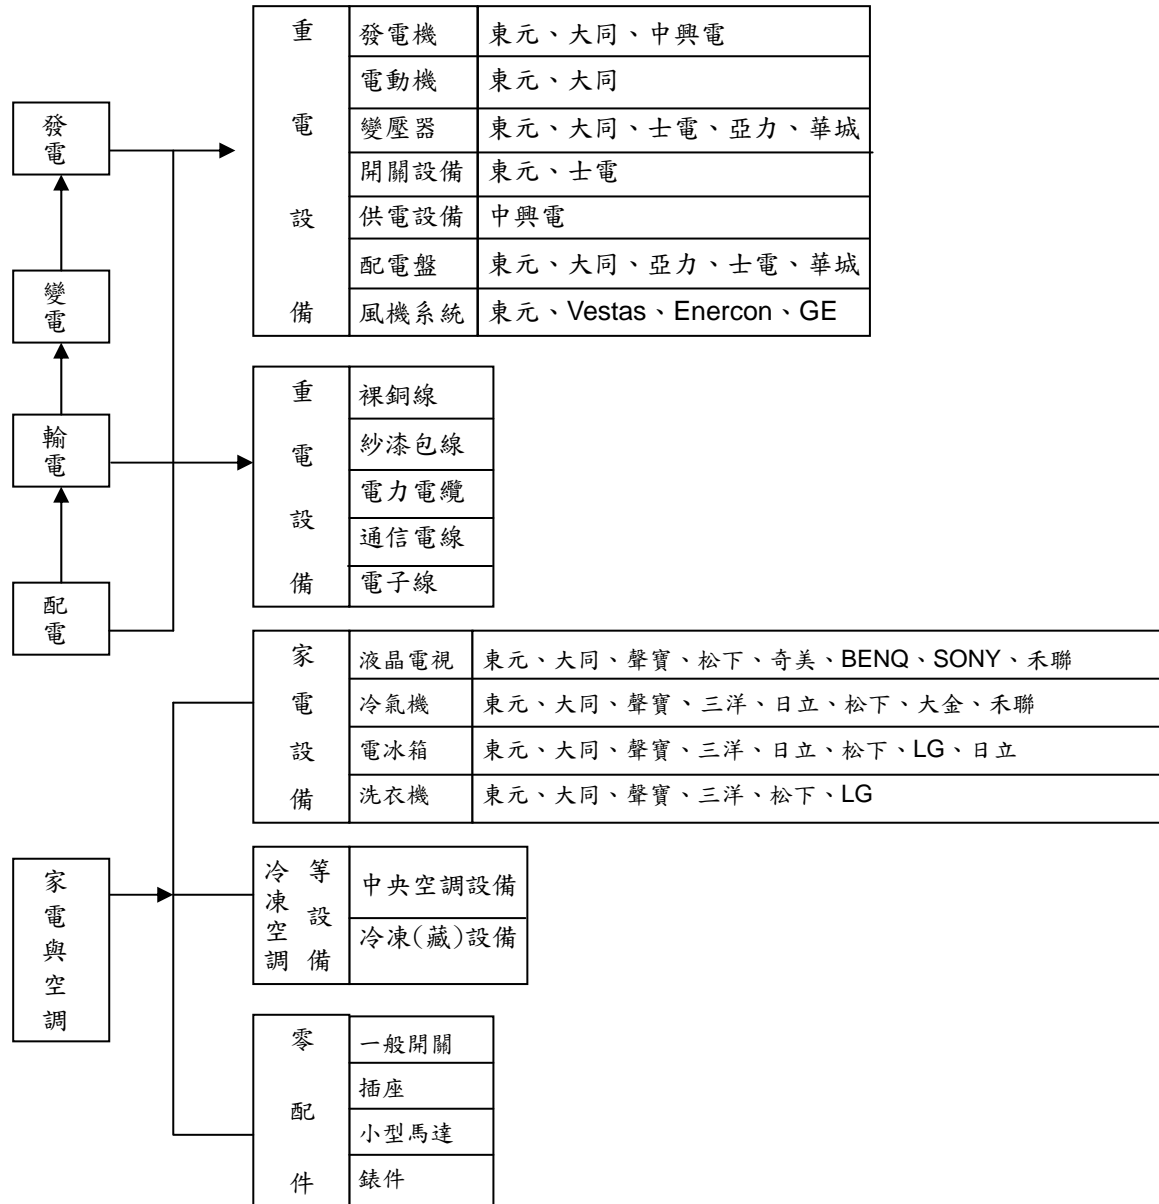 發電
變電
輸電
配電
重電設備
發電機 東元、大同、中興電
電動機 東元、大同
變壓器 東元、大同、士電、亞力、華城
開關設備 東元、士電
供電設備 中興電
配電盤 東元、大同、亞力、士電、華城
風機系統 東元、Vestas、Enercon、GE
重電設備
裸銅線
紗漆包線
電力電纜
通信電線
電子線
家電與空調
家電設備
液晶電視 東元、大同、聲寶、松下、奇美、BENQ、SONY、禾聯
冷氣機 東元、大同、聲寶、三洋、日立、松下、大金、禾聯
電冰箱 東元、大同、聲寶、三洋、日立、松下、LG、日立
洗衣機 東元、大同、聲寶、三洋、松下、LG
冷凍空調等設備
中央空調設備
冷凍(藏)設備
零配件
一般開關
插座
小型馬達
錶件